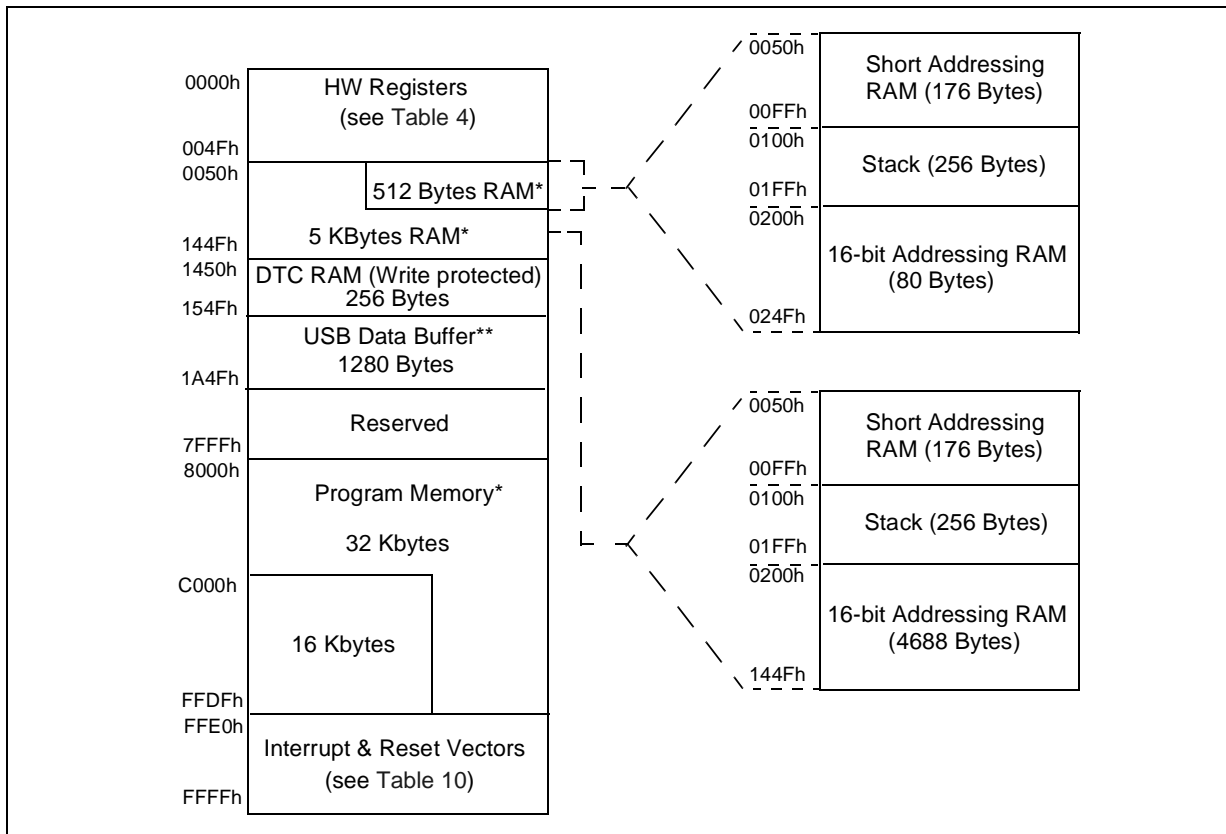 0000h
HW Registers
(see Table 4)
004Fh
0050h
512 Bytes RAM*
5 KBytes RAM*
144Fh
1450h
DTC RAM (Write protected)
256 Bytes
154Fh
USB Data Buffer**
1280 Bytes
1A4Fh
Reserved
7FFFh
8000h
Program Memory*
32 Kbytes
C000h
16 Kbytes
FFDFh
FFE0h
Interrupt & Reset Vectors
(see Table 10)
FFFFh
0050h
Short Addressing
RAM (176 Bytes)
00FFh
0100h
Stack (256 Bytes)
01FFh
0200h
16-bit Addressing RAM
(80 Bytes)
024Fh
0050h
Short Addressing
RAM (176 Bytes)
00FFh
0100h
Stack (256 Bytes)
01FFh
0200h
16-bit Addressing RAM
(4688 Bytes)
144Fh